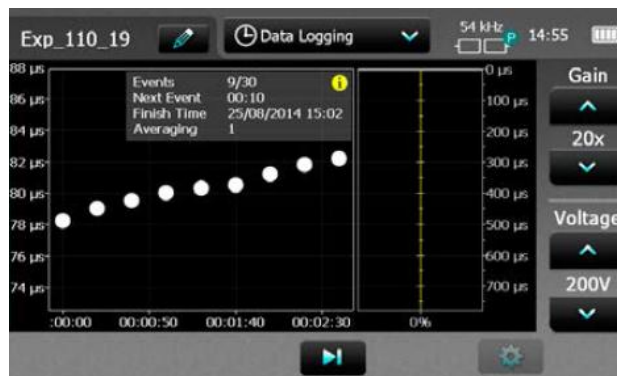 Exp_110_19
Data Logging
54 kHz
P
14:55
88 µs
86 µs
84 µs
82 µs
80 µs
78 µs
76 µs
74 µs
Events 9/30
Next Event 00:10
Finish Time 25/08/2014 15:02
Averaging 1
i
:00:00 00:00:50 00:01:40 00:02:30
0 µs
100 µs
200 µs
300 µs
400 µs
500 µs
600 µs
700 µs
0%
Gain
20x
Voltage
200V